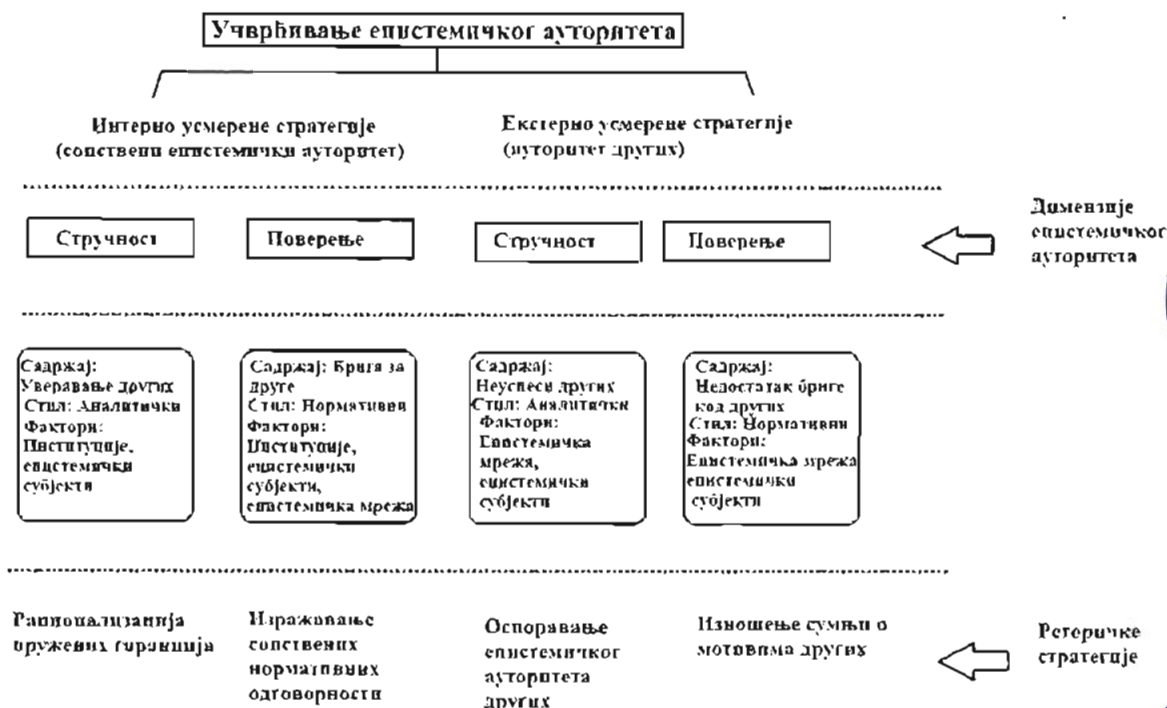 Учврћивање епистемичког ауторитета
Интерно усмерене стратегије
(сопствени епистемички ауторитет)
Екстерно усмерене стратегије
(ауторитет других)
Стручност
Поверење
Стручност
Поверење
Димензије
епистемичког
ауторитета
Садржај:
Уверавање других
Стил: Аналитички
Фактори:
Институције,
епистемички
субјекти
Садржај: Брига за
друге
Стил: Нормативни
Фактори:
Институције,
епистемички
субјекти,
епистемичка мрежа
Садржај:
Неуспеси других
Стил: Аналитички
Фактори:
Епистемичка
мрежа,
епистемички
субјекти
Садржај:
Недостатак бриге
код других
Стил: Нормативни
Фактори:
Епистемичка мрежа
епистемички
субјекти
Рационализација
пружених гаранција
Изражавање
сопствених
нормативних
одговорности
Оспоравање
епистемичког
ауторитета
других
Изношење сумњи о
мотивима других
Реторичке
стратегије